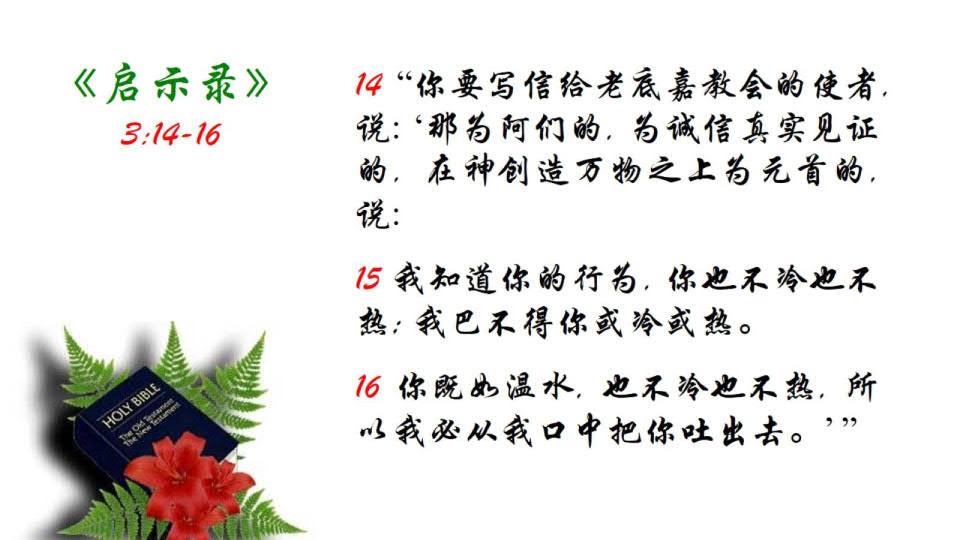 《启示录》
3:14-16
14 “你要写信给老底嘉教会的使者,
说: ‘那为阿们的, 为诚信真实见证
的, 在神创造万物之上为元首的,
说:
15 我知道你的行为, 你也不冷也不
热; 我巴不得你或冷或热。
16 你既如温水, 也不冷也不热, 所
以我必从我口中把你吐出去。’”
HOLY BIBLE
The Old Testament
The New Testament